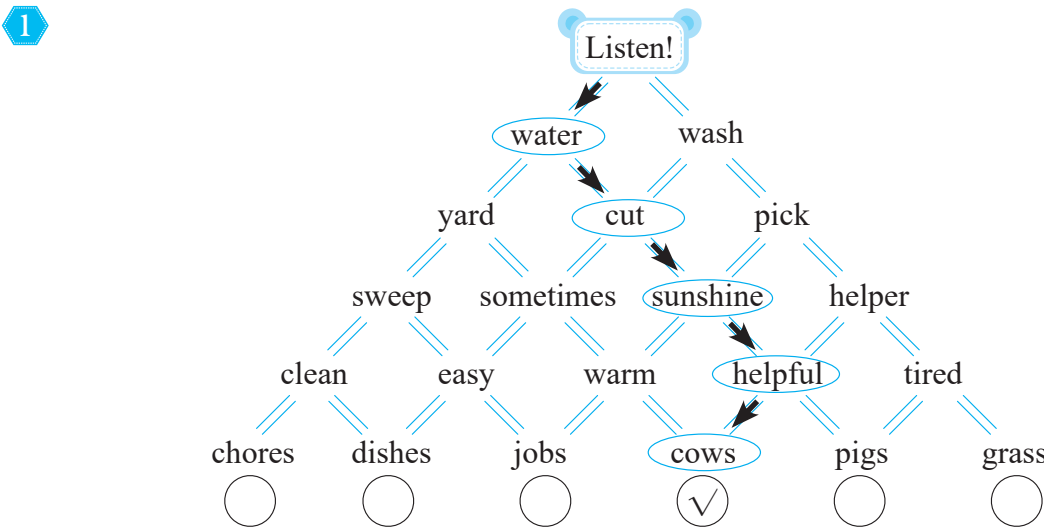 1
Listen!
water wash
yard cut pick
sweep sometimes sunshine helper
clean easy warm helpful tired
chores dishes jobs cows pigs grass
√